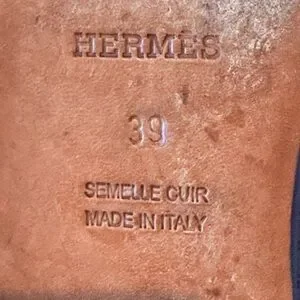 HERMÈS
39
SEMELLE CUIR
MADE IN ITALY